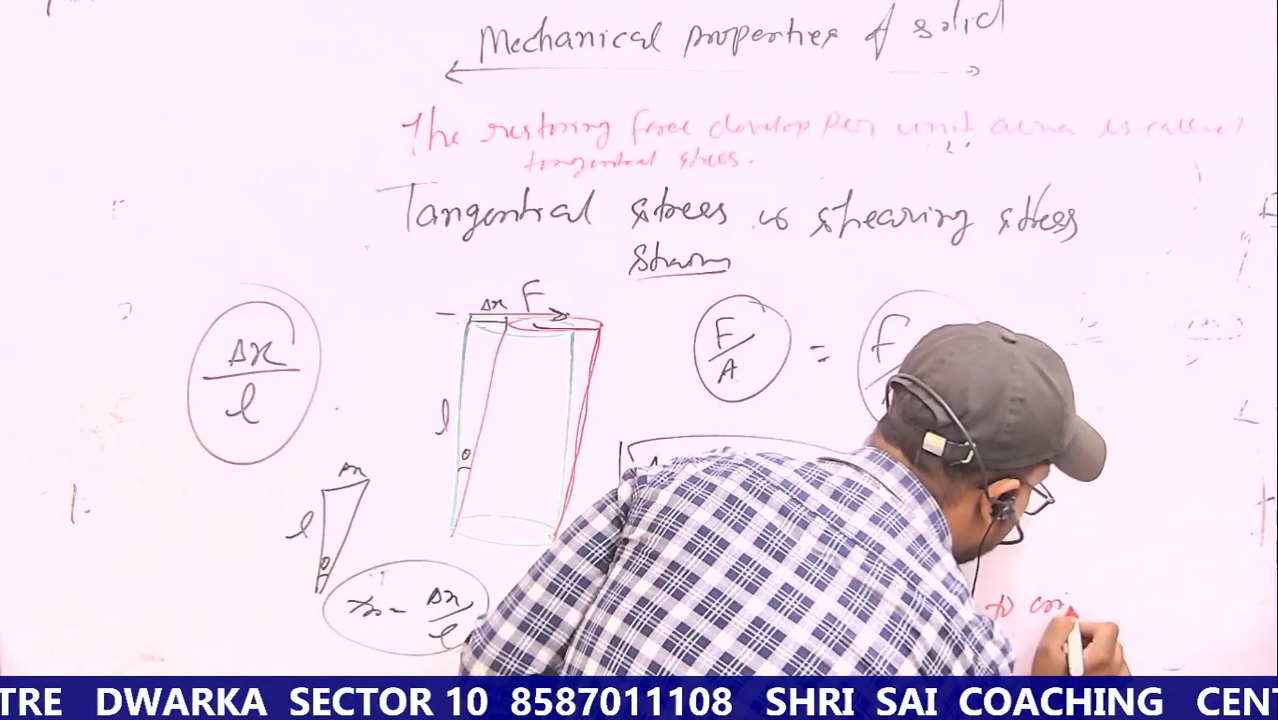 Mechanical properties of solid
The restoring force develop per unit area is called
tangential stress.
Tangential stress is shearing stress
Strain
Δx F
Δx
l
F
A
=
F
l
θ
Δx
l
θ
Δx
l
to
TRE DWARKA SECTOR 10 8587011108 SHRI SAI COACHING CENT